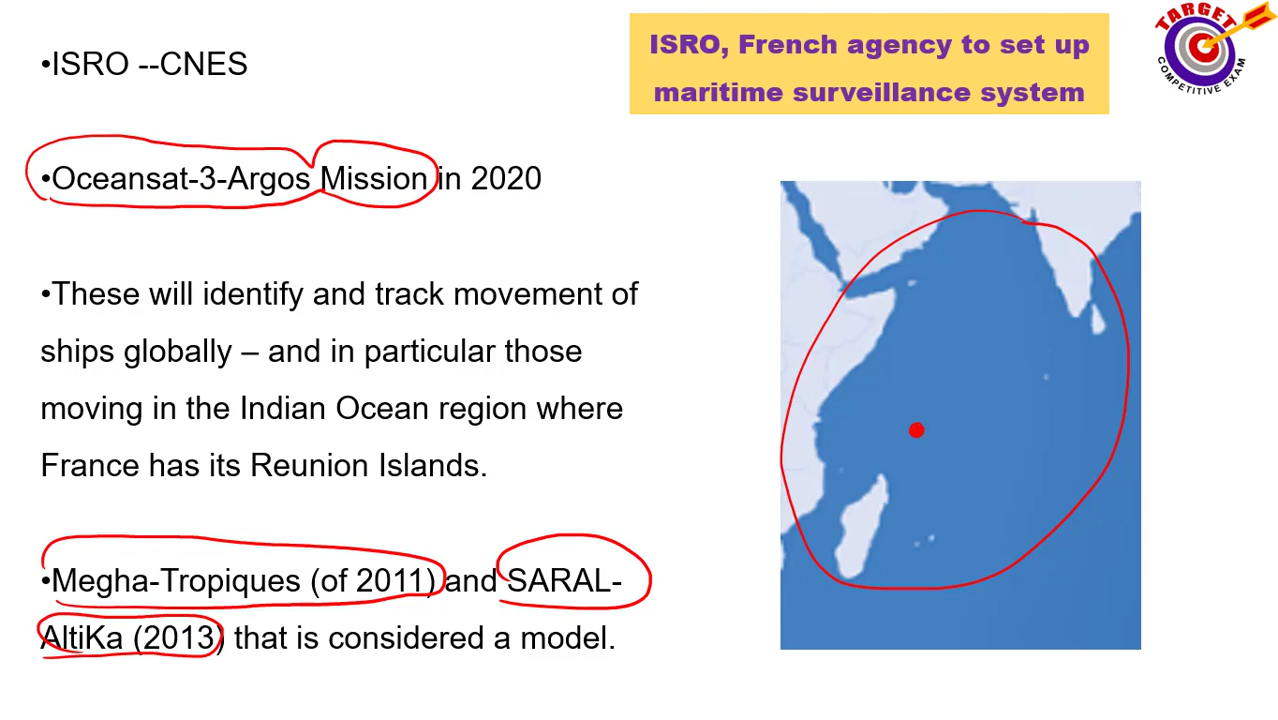 •ISRO --CNES
ISRO, French agency to set up
maritime surveillance system
TARGET
COMPETITIVE EXAM
•Oceansat-3-Argos Mission in 2020
•These will identify and track movement of
ships globally – and in particular those
moving in the Indian Ocean region where
France has its Reunion Islands.
•Megha-Tropiques (of 2011) and SARAL-
AltiKa (2013) that is considered a model.